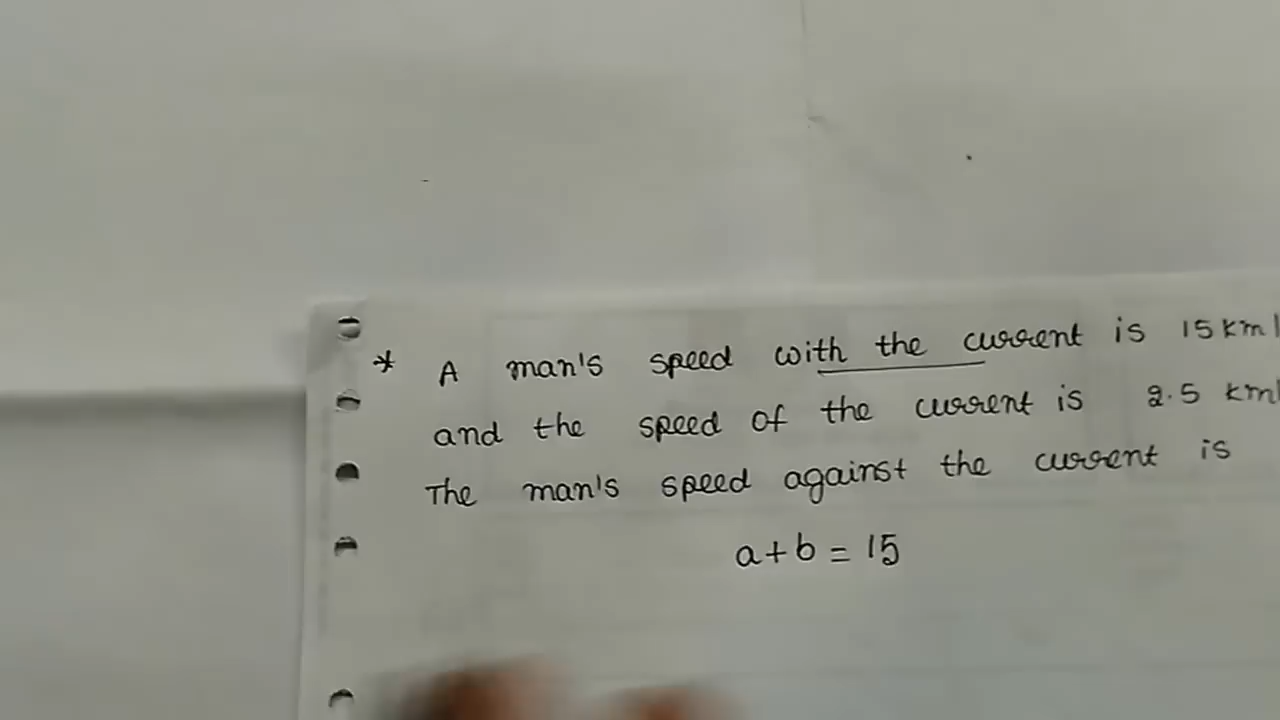 * A man's speed with the current is 15 km/
and the speed of the current is 2.5 km/
The man's speed against the current is
a+b = 15